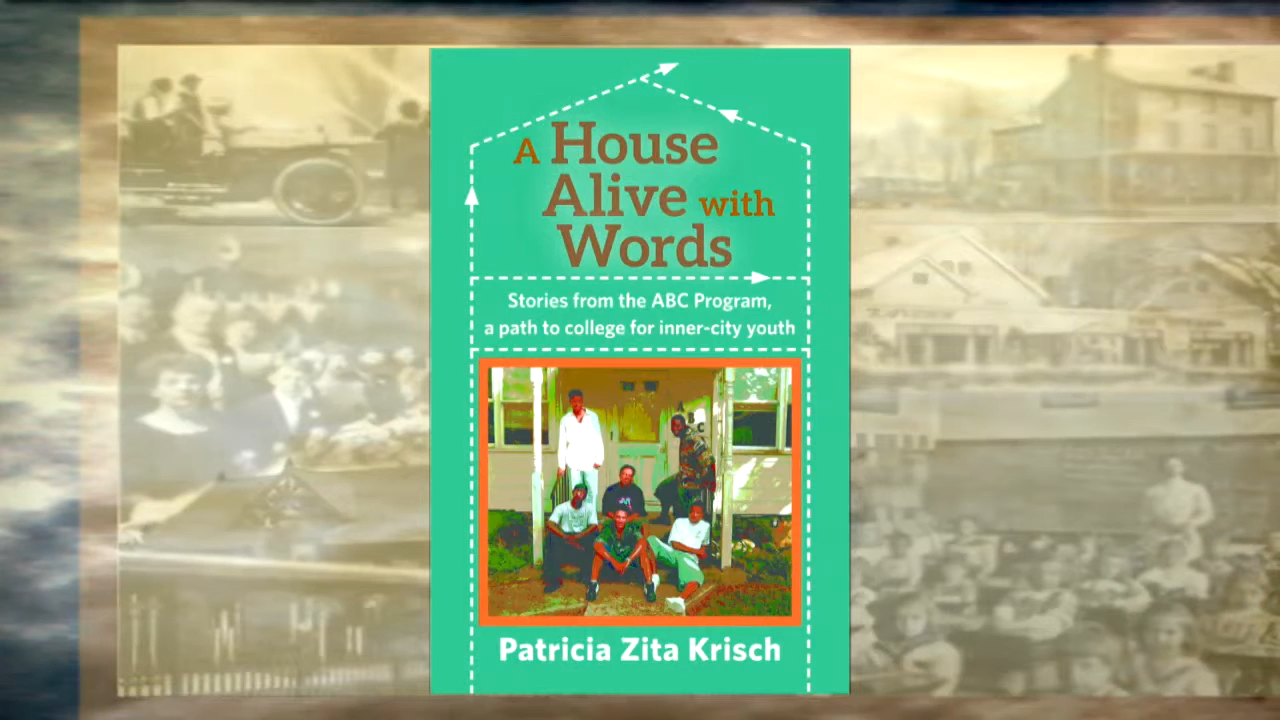 A House
Alive with
Words
Stories from the ABC Program,
a path to college for inner-city youth
Patricia Zita Krisch